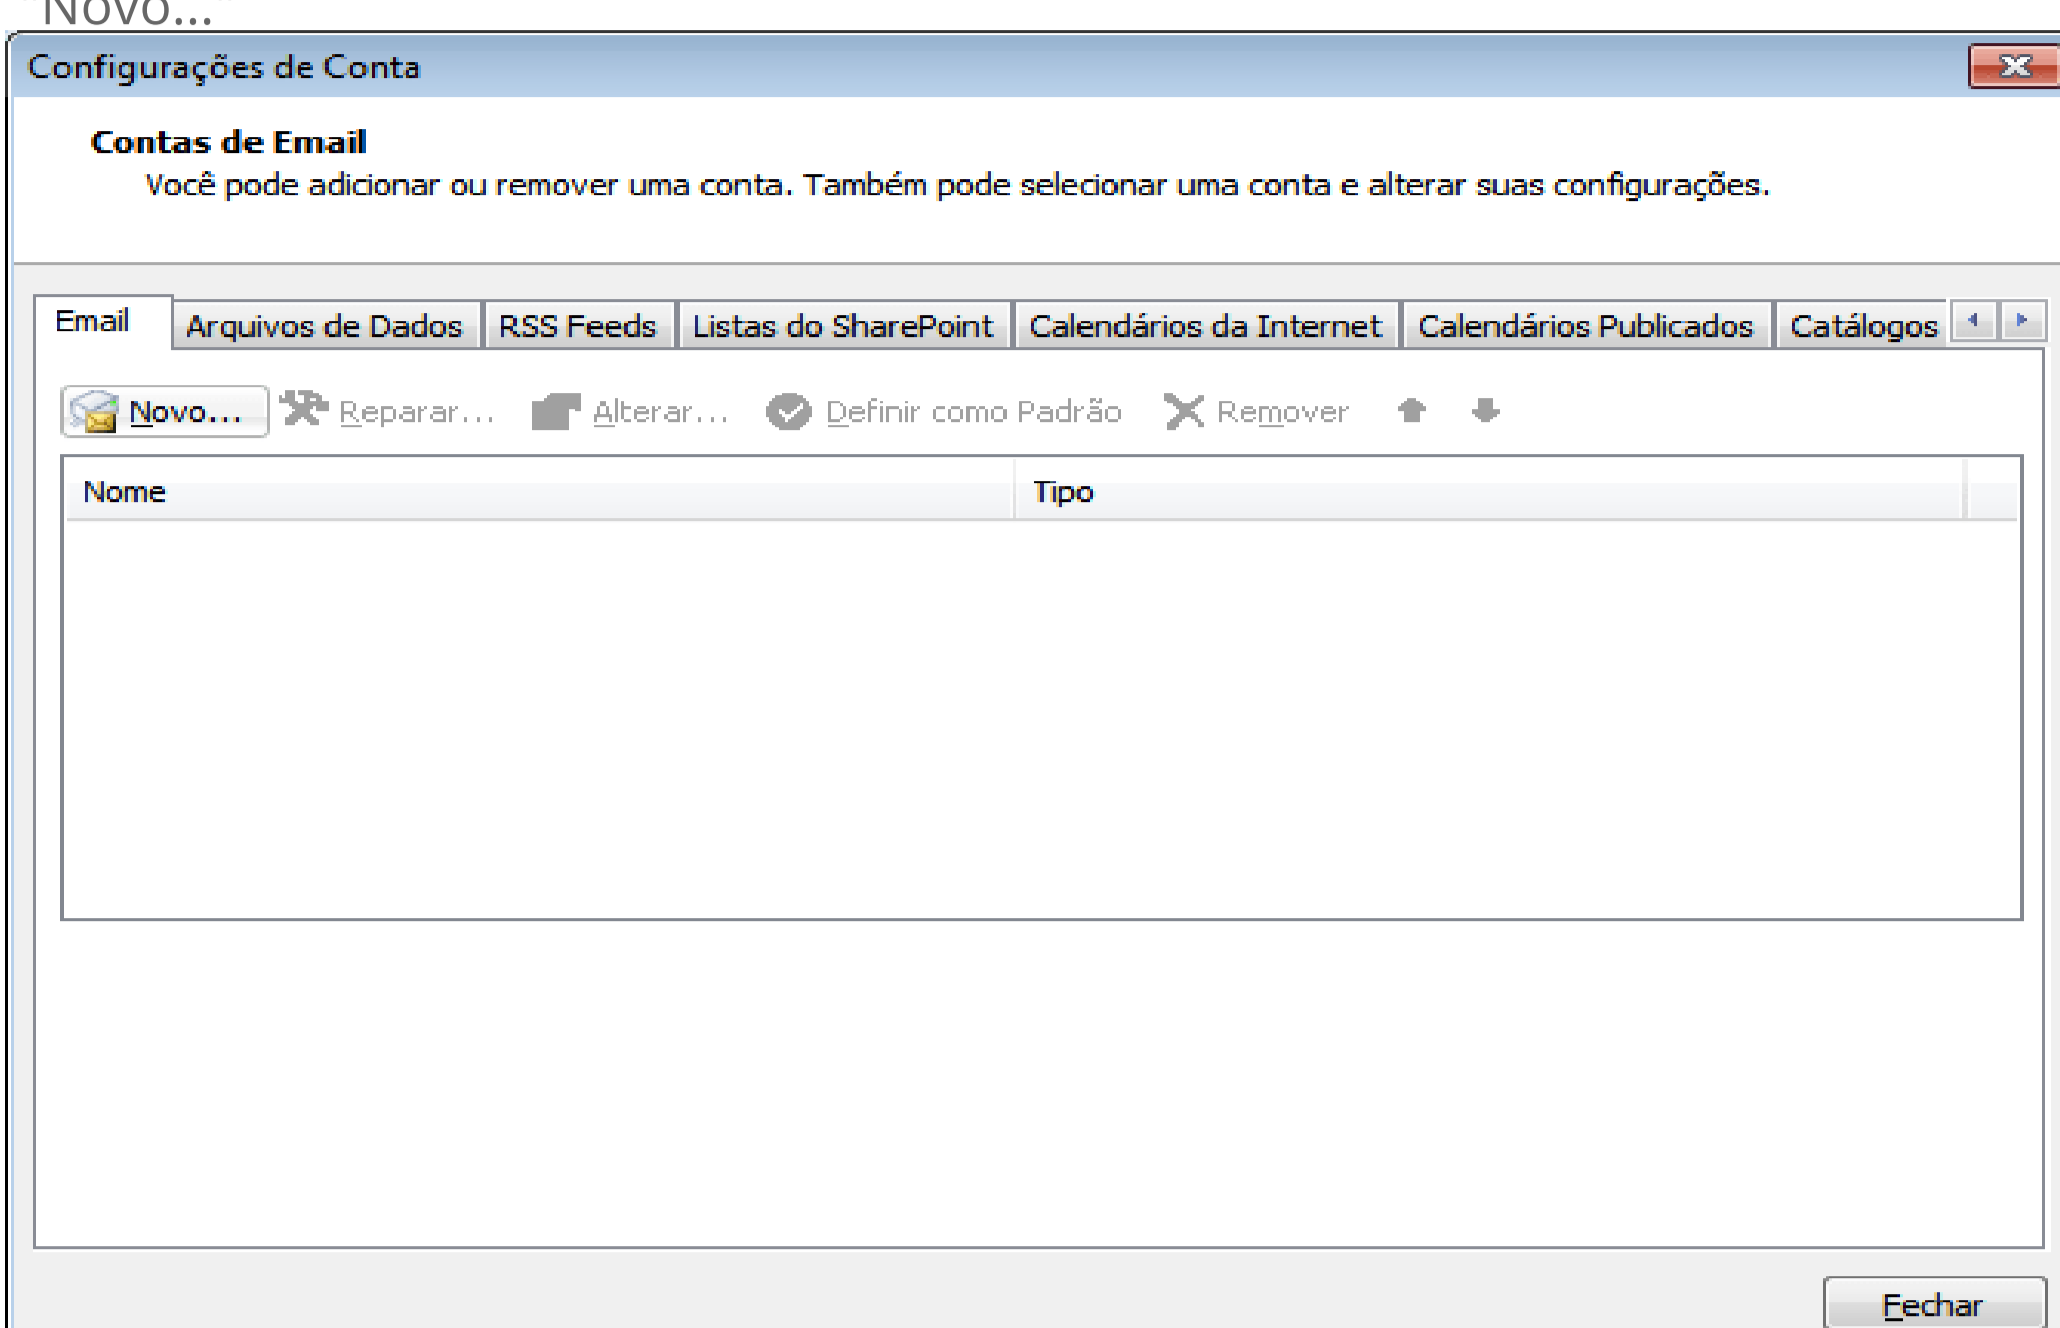 "Novo..."
Configurações de Conta
Contas de Email
Você pode adicionar ou remover uma conta. Também pode selecionar uma conta e alterar suas configurações.
Email Arquivos de Dados RSS Feeds Listas do SharePoint Calendários da Internet Calendários Publicados Catálogos
Novo... Reparar... Alterar... Definir como Padrão Remover
Nome Tipo
Fechar